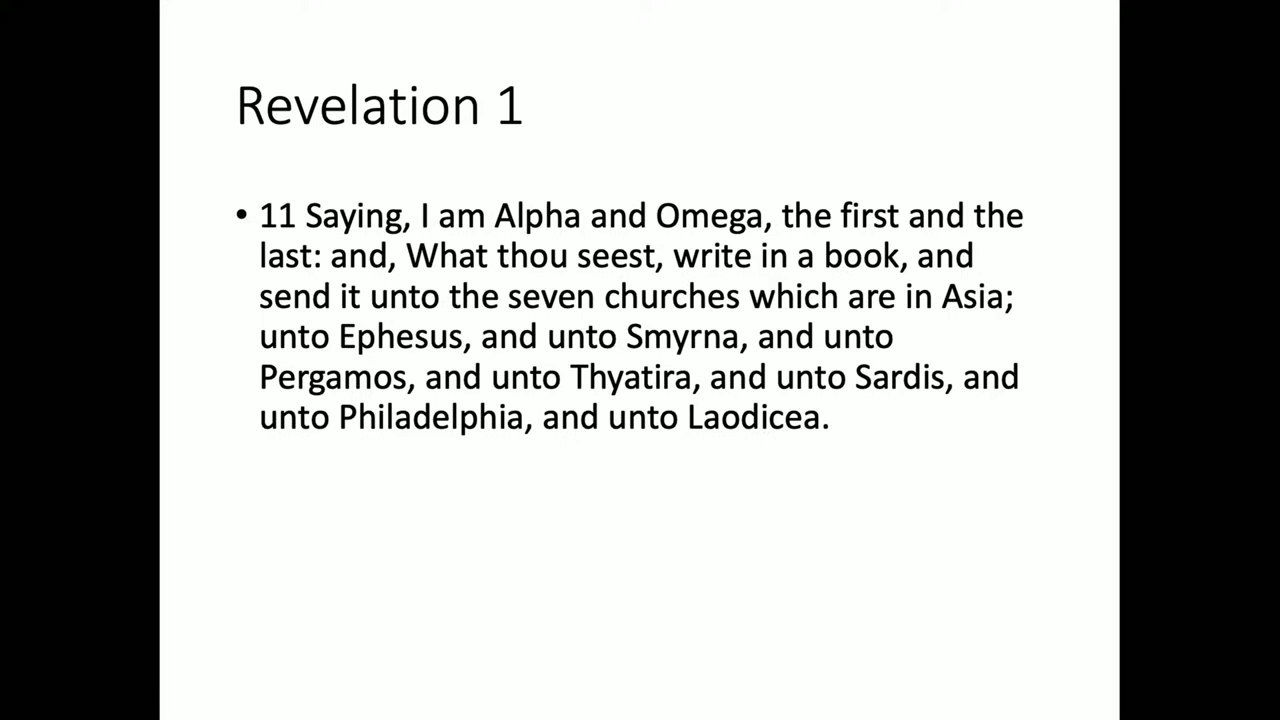 Revelation 1
• 11 Saying, I am Alpha and Omega, the first and the
last: and, What thou seest, write in a book, and
send it unto the seven churches which are in Asia;
unto Ephesus, and unto Smyrna, and unto
Pergamos, and unto Thyatira, and unto Sardis, and
unto Philadelphia, and unto Laodicea.